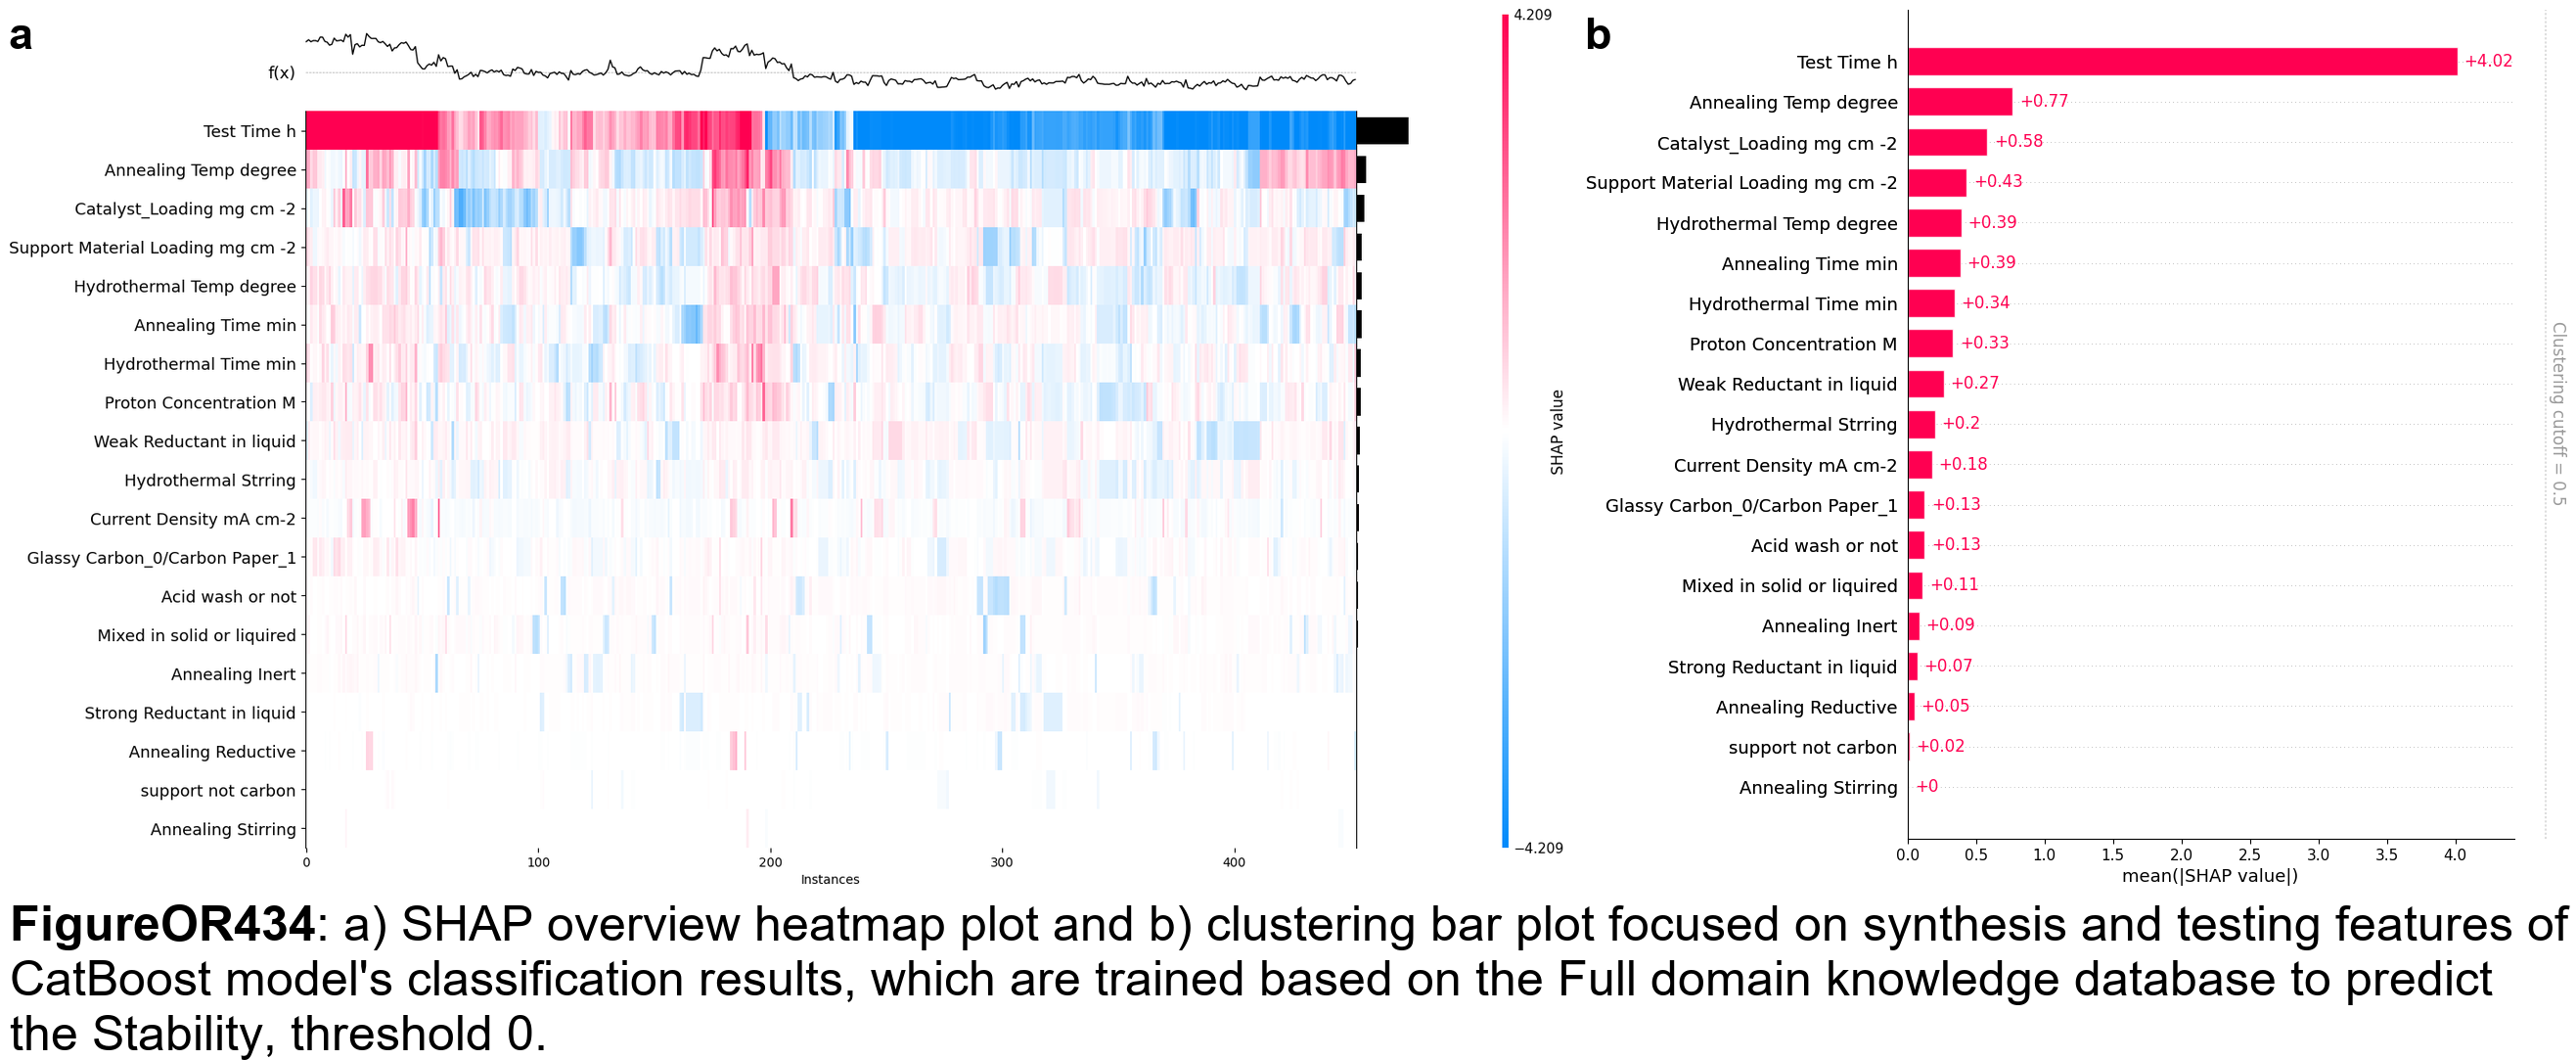 a
f(x)
Test Time h
Annealing Temp degree
Catalyst_Loading mg cm -2
Support Material Loading mg cm -2
Hydrothermal Temp degree
Annealing Time min
Hydrothermal Time min
Proton Concentration M
Weak Reductant in liquid
Hydrothermal Strring
Current Density mA cm-2
Glassy Carbon_0/Carbon Paper_1
Acid wash or not
Mixed in solid or liquired
Annealing Inert
Strong Reductant in liquid
Annealing Reductive
support not carbon
Annealing Stirring
0 100 200 300 400
Instances
4.209
SHAP value
−4.209
b
Test Time h +4.02
Annealing Temp degree +0.77
Catalyst_Loading mg cm -2 +0.58
Support Material Loading mg cm -2 +0.43
Hydrothermal Temp degree +0.39
Annealing Time min +0.39
Hydrothermal Time min +0.34
Proton Concentration M +0.33
Weak Reductant in liquid +0.27
Hydrothermal Strring +0.2
Current Density mA cm-2 +0.18
Glassy Carbon_0/Carbon Paper_1 +0.13
Acid wash or not +0.13
Mixed in solid or liquired +0.11
Annealing Inert +0.09
Strong Reductant in liquid +0.07
Annealing Reductive +0.05
support not carbon +0.02
Annealing Stirring +0
0.0 0.5 1.0 1.5 2.0 2.5 3.0 3.5 4.0
mean(|SHAP value|)
Clustering cutoff = 0.5
FigureOR434: a) SHAP overview heatmap plot and b) clustering bar plot focused on synthesis and testing features of
CatBoost model's classification results, which are trained based on the Full domain knowledge database to predict
the Stability, threshold 0.